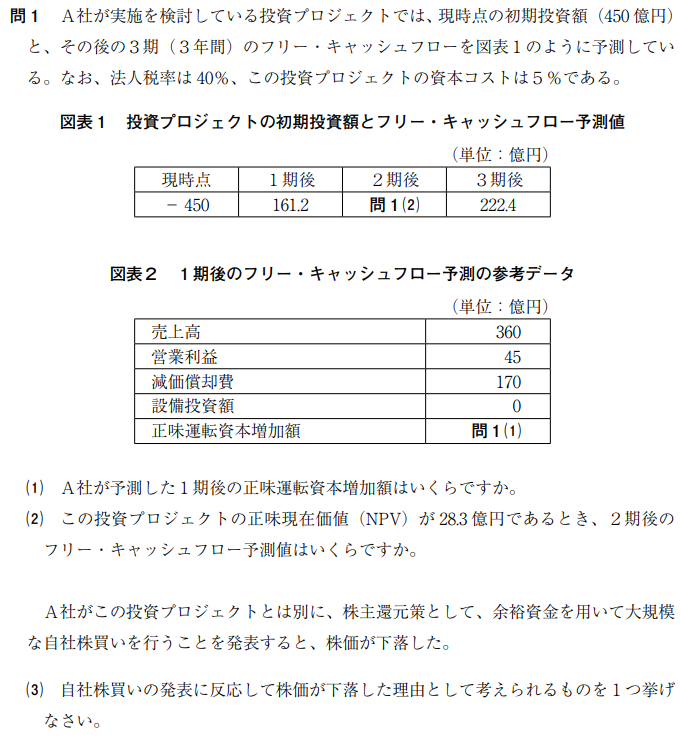 問1　A社が実施を検討している投資プロジェクトでは、現時点の初期投資額（450億円）
と、その後の３期（３年間）のフリー・キャッシュフローを図表１のように予測してい
る。なお、法人税率は40％、この投資プロジェクトの資本コストは５％である。
図表１　投資プロジェクトの初期投資額とフリー・キャッシュフロー予測値
（単位：億円）
現時点　１期後　２期後　３期後
－450　161.2　問１(2)　222.4
図表２　１期後のフリー・キャッシュフロー予測の参考データ
（単位：億円）
売上高　360
営業利益　45
減価償却費　170
設備投資額　0
正味運転資本増加額　問１(1)
(1)　A社が予測した１期後の正味運転資本増加額はいくらですか。
(2)　この投資プロジェクトの正味現在価値（NPV）が28.3億円であるとき、２期後の
フリー・キャッシュフロー予測値はいくらですか。
A社がこの投資プロジェクトとは別に、株主還元策として、余裕資金を用いて大規模
な自社株買いを行うことを発表すると、株価が下落した。
(3)　自社株買いの発表に反応して株価が下落した理由として考えられるものを１つ挙げ
なさい。